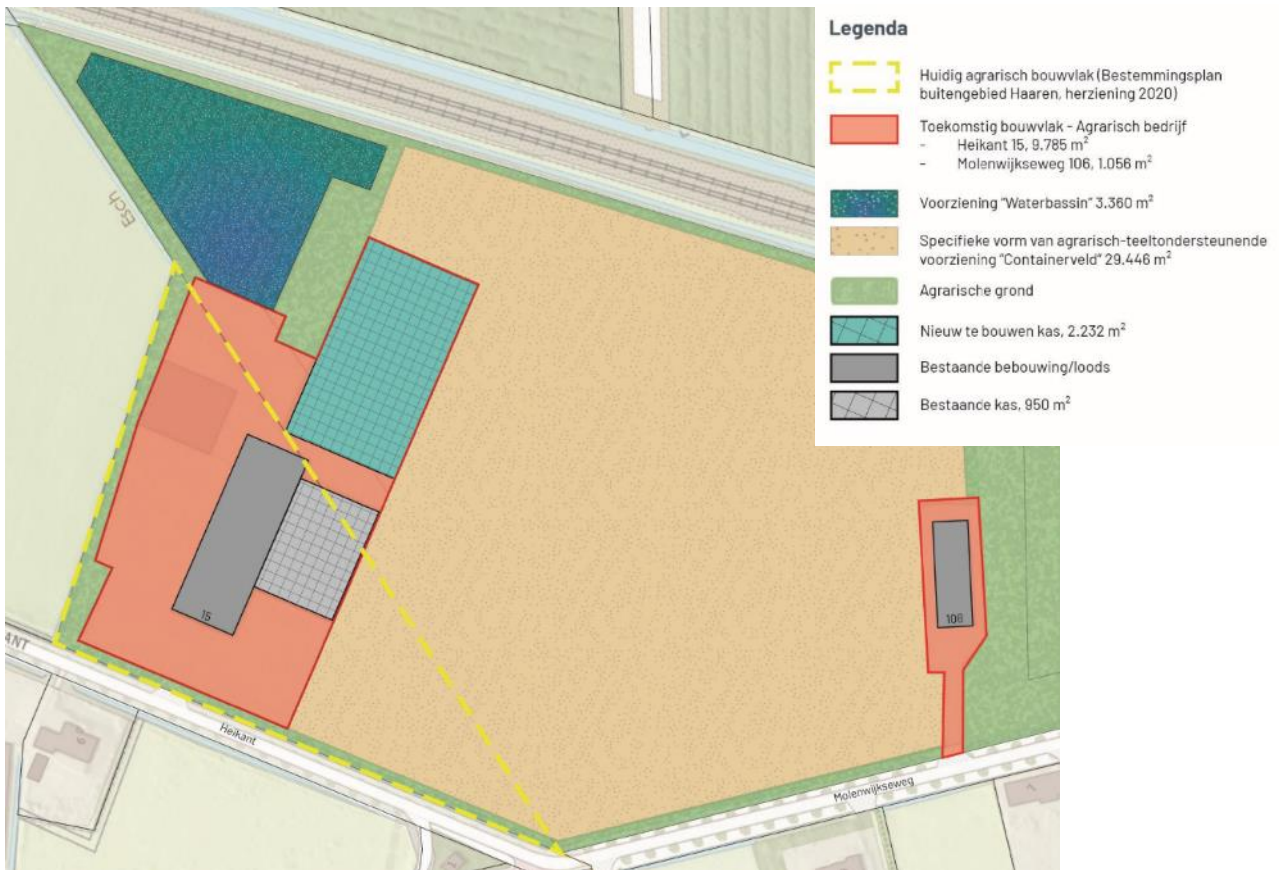 Legenda
Huidig agrarisch bouwvlak (Bestemmingsplan
buitengebied Haaren, herziening 2020)
Toekomstig bouwvlak - Agrarisch bedrijf
- Heikant 15, 9.785 m²
- Molenwijkseweg 106, 1.056 m²
Voorziening "Waterbassin" 3.360 m²
Specifieke vorm van agrarisch-teeltondersteunende
voorziening "Containerveld" 29.446 m²
Agrarische grond
Nieuw te bouwen kas, 2.232 m²
Bestaande bebouwing/loods
Bestaande kas, 950 m²
Esch
15
106
ANT
Heikant
Molenwijkseweg